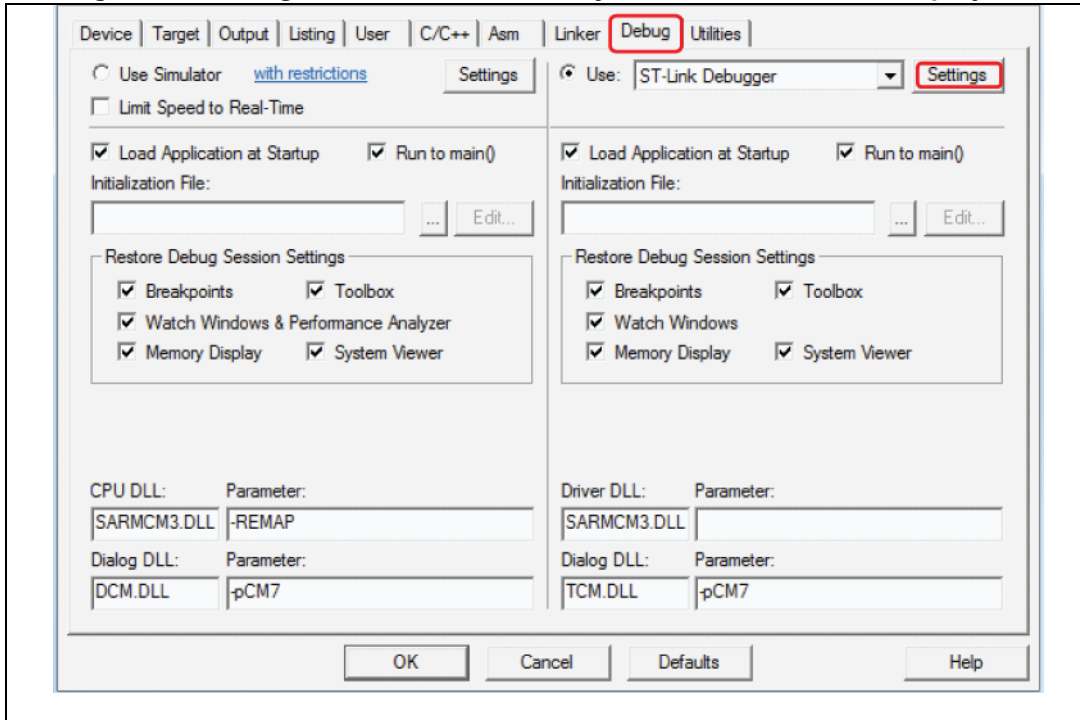 Device Target Output Listing User C/C++ Asm Linker Debug Utilities
Use Simulator with restrictions Settings
Limit Speed to Real-Time
Use: ST-Link Debugger Settings
Load Application at Startup Run to main()
Initialization File:
... Edit...
Restore Debug Session Settings
Breakpoints Toolbox
Watch Windows & Performance Analyzer
Memory Display System Viewer
Load Application at Startup Run to main()
Initialization File:
... Edit...
Restore Debug Session Settings
Breakpoints Toolbox
Watch Windows
Memory Display System Viewer
CPU DLL: Parameter:
SARMCM3.DLL -REMAP
Dialog DLL: Parameter:
DCM.DLL -pCM7
Driver DLL: Parameter:
SARMCM3.DLL
Dialog DLL: Parameter:
TCM.DLL -pCM7
OK Cancel Defaults Help